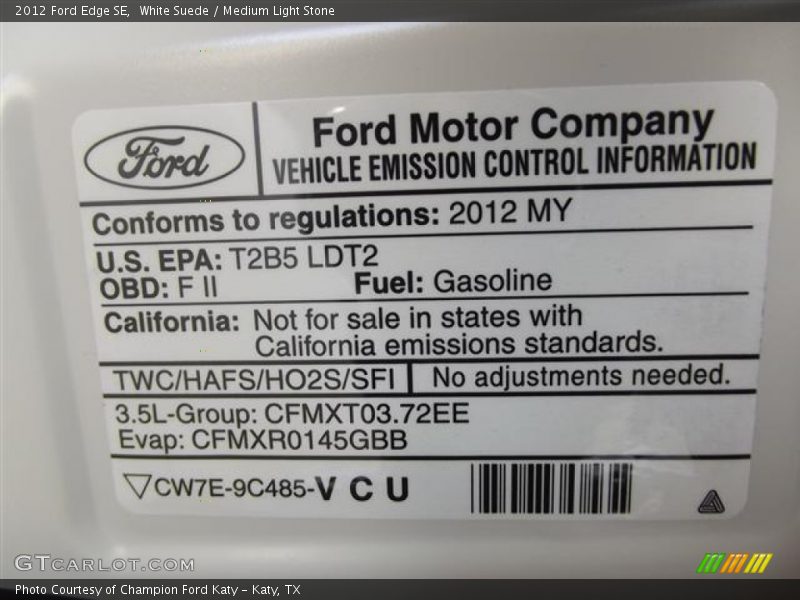 2012 Ford Edge SE,  White Suede / Medium Light Stone
Ford
Ford Motor Company
VEHICLE EMISSION CONTROL INFORMATION
Conforms to regulations: 2012 MY
U.S. EPA: T2B5 LDT2
OBD: F II Fuel: Gasoline
California: Not for sale in states with
California emissions standards.
TWC/HAFS/HO2S/SFI No adjustments needed.
3.5L-Group: CFMXT03.72EE
Evap: CFMXR0145GBB
CW7E-9C485-V C U
GTCARLOT.COM
Photo Courtesy of Champion Ford Katy – Katy, TX